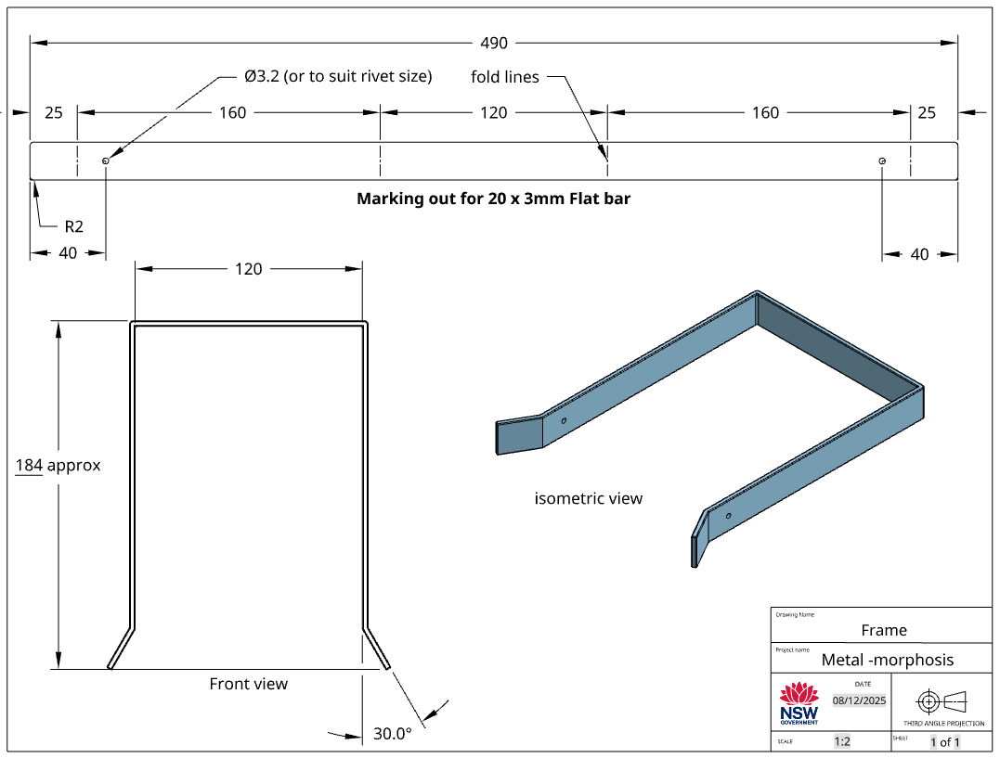 490
Ø3.2 (or to suit rivet size)
fold lines
25
160
120
160
25
Marking out for 20 x 3mm Flat bar
R2
40
40
120
184 approx
isometric view
Front view
30.0°
Drawing Name
Frame
Project name
Metal -morphosis
NSW
GOVERNMENT
DATE
08/12/2025
THIRD ANGLE PROJECTION
SCALE
1:2
SHEET
1 of 1